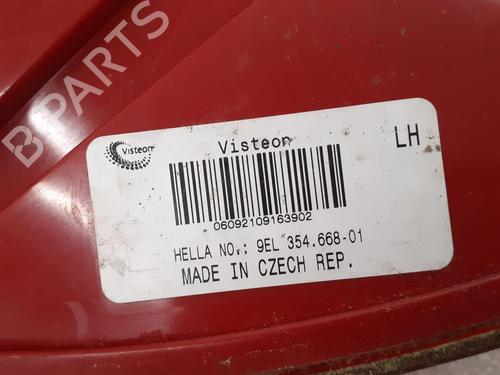 B PARTS
Visteon
Visteon
LH
06092109163902
HELLA NO.: 9EL 354.668-01
MADE IN CZECH REP.